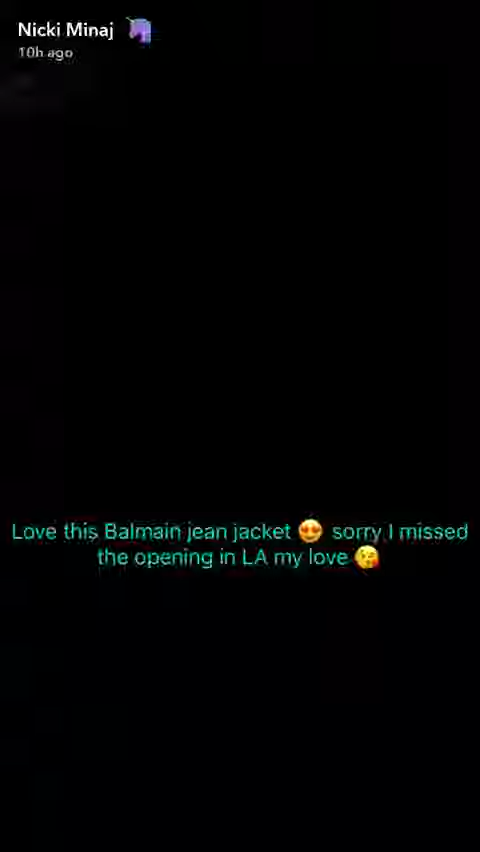 Nicki Minaj 🦄
10h ago
Love this Balmain jean jacket 😍 sorry I missed
the opening in LA my love 😘